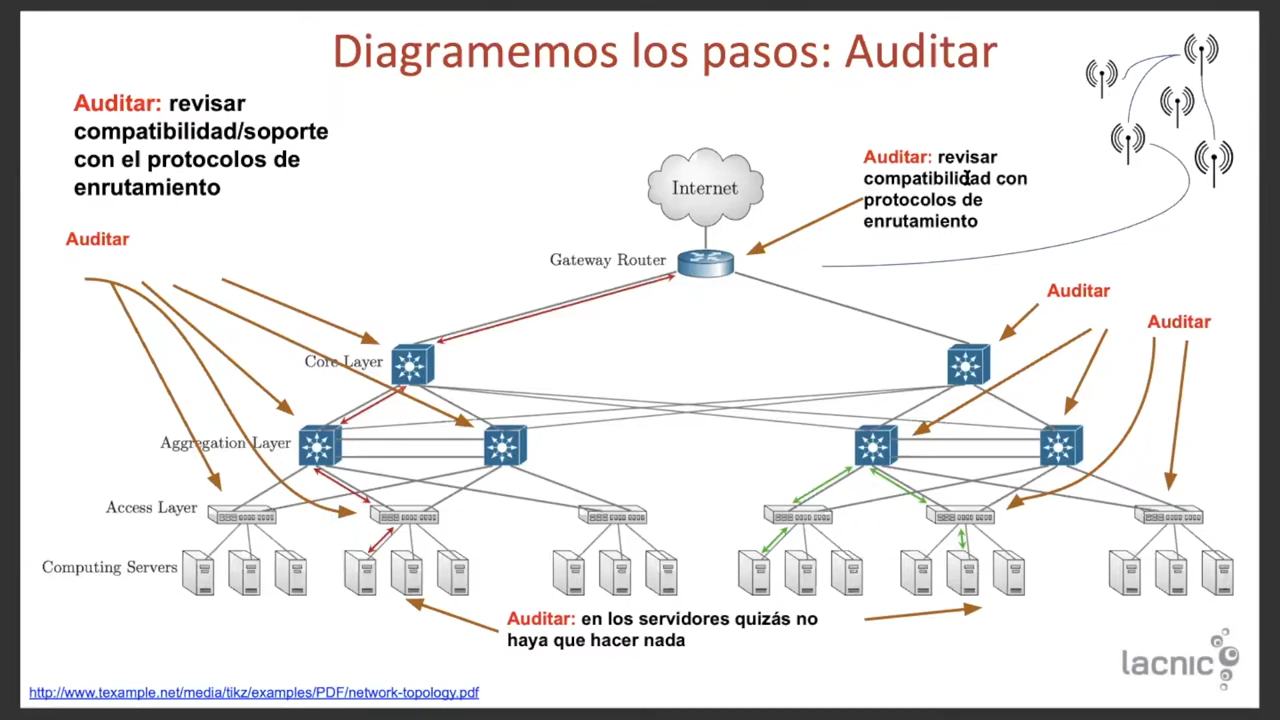 Diagramemos los pasos: Auditar
Auditar: revisar
compatibilidad/soporte
con el protocolos de
enrutamiento
Auditar: revisar
compatibilidad con
protocolos de
enrutamiento
Internet
Auditar
Gateway Router
Auditar
Auditar
Core Layer
Aggregation Layer
Access Layer
Computing Servers
Auditar: en los servidores quizás no
haya que hacer nada
lacnic
http://www.texample.net/media/tikz/examples/PDF/network-topology.pdf